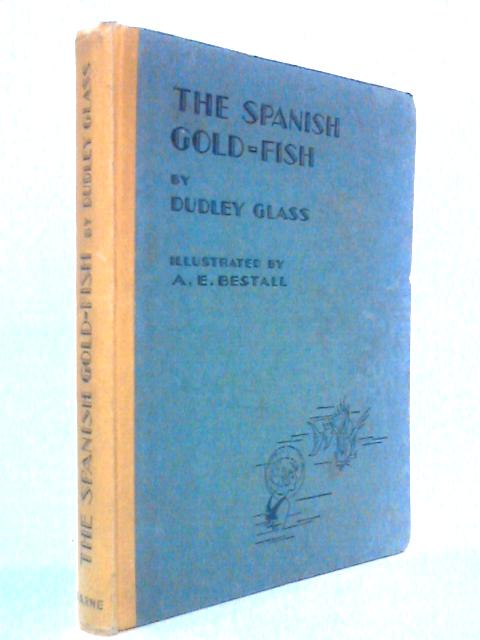 THE SPANISH
GOLD-FISH
BY
DUDLEY GLASS
ILLUSTRATED BY
A. E. BESTALL
THE SPANISH GOLD-FISH BY DUDLEY GLASS